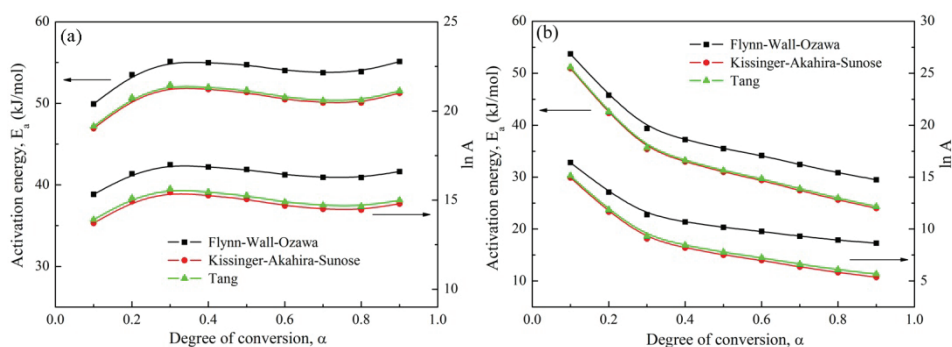 (a)
60
50
40
30
Activation energy, Eₐ (kJ/mol)
25
20
15
10
ln A
Flynn-Wall-Ozawa
Kissinger-Akahira-Sunose
Tang
0.0 0.2 0.4 0.6 0.8 1.0
Degree of conversion, α
(b)
60
50
40
30
20
10
Activation energy, Eₐ (kJ/mol)
30
25
20
15
10
5
ln A
Flynn-Wall-Ozawa
Kissinger-Akahira-Sunose
Tang
0.0 0.2 0.4 0.6 0.8 1.0
Degree of conversion, α